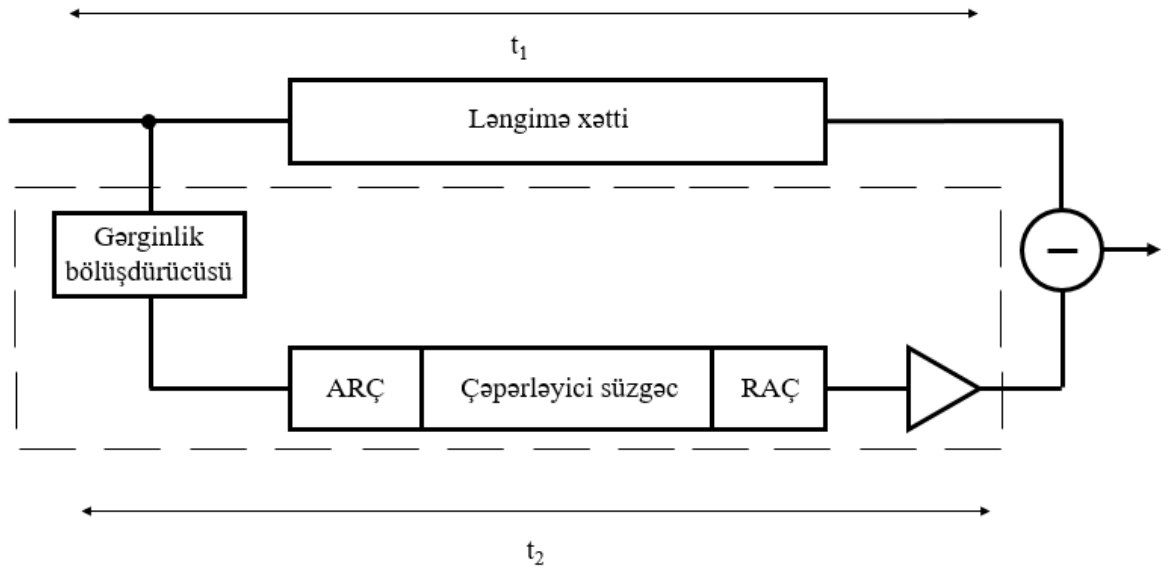 t₁
Ləngimə xətti
Gərginlik
bölüşdürücüsü
ARÇ
Çəpərləyici süzgəc
RAÇ
t₂